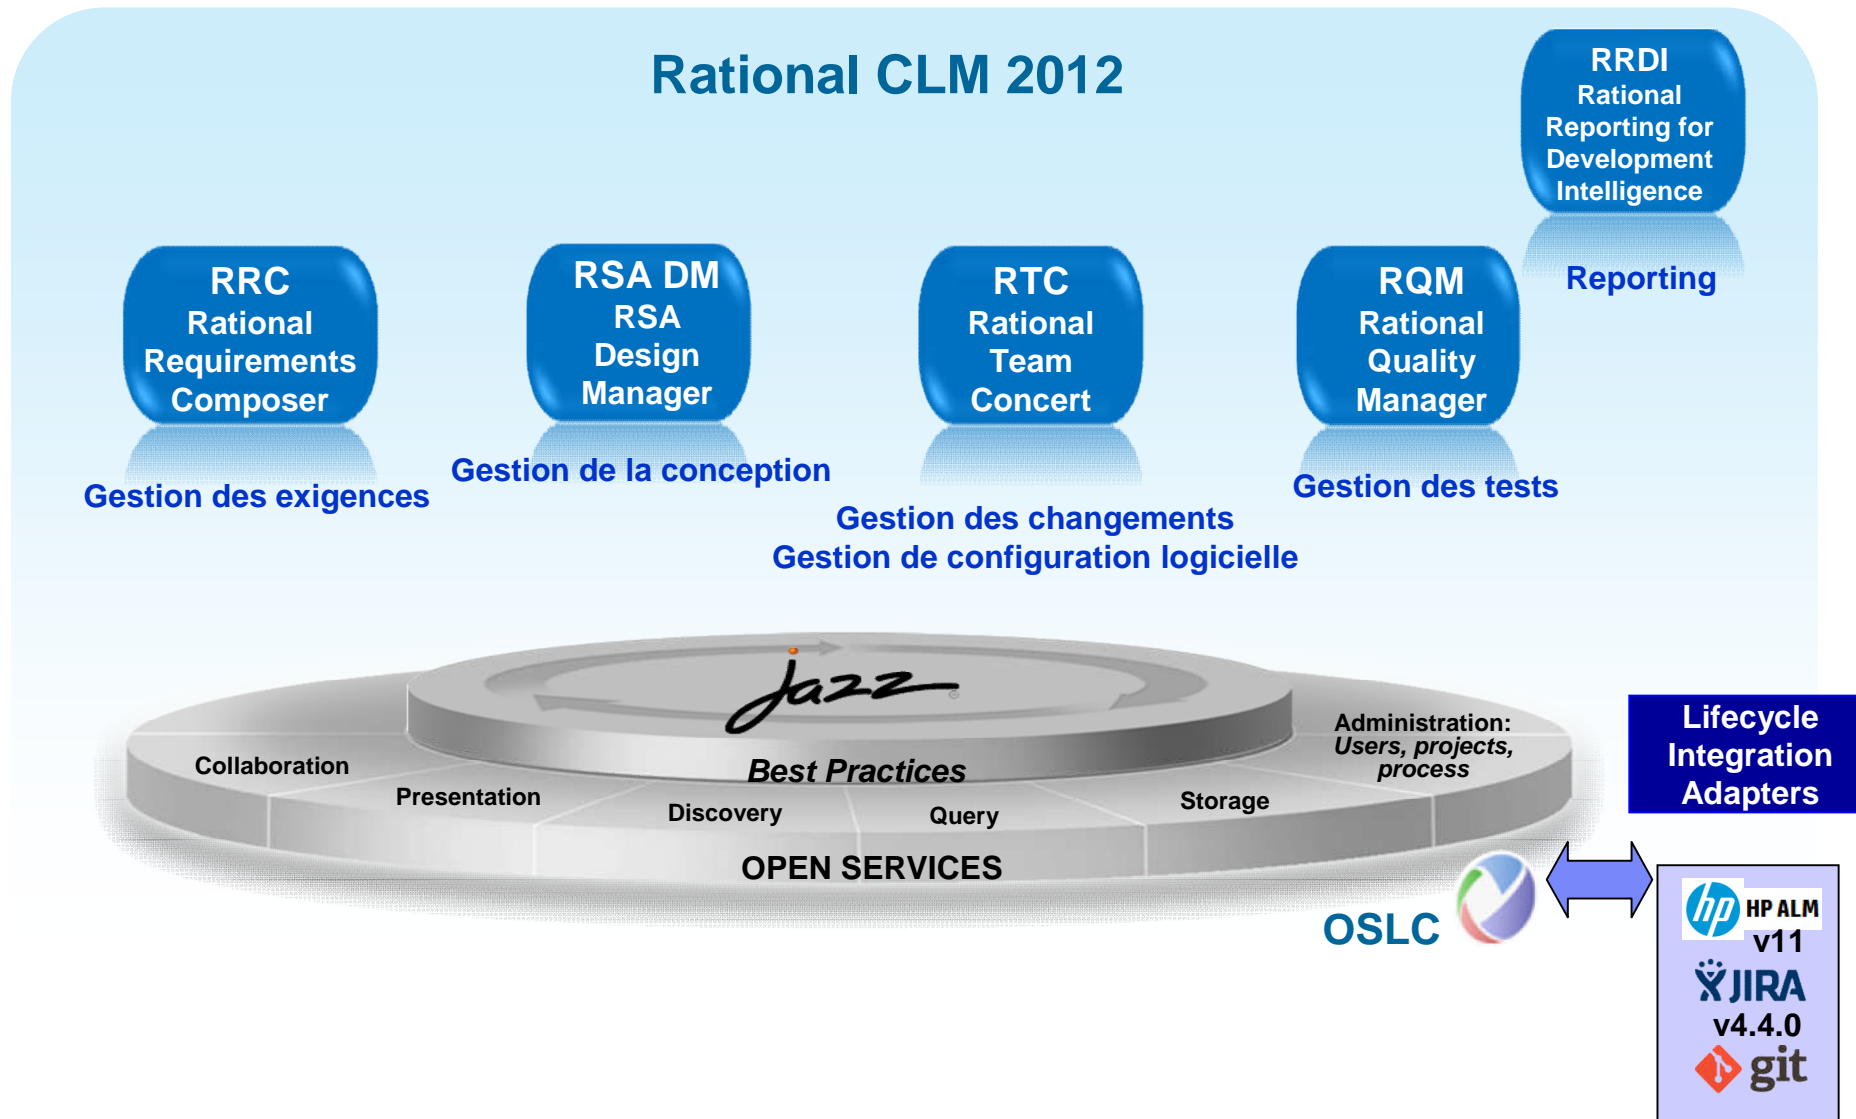 Rational CLM 2012
RRDI
Rational
Reporting for
Development
Intelligence
Reporting
RRC
Rational
Requirements
Composer
Gestion des exigences
RSA DM
RSA
Design
Manager
Gestion de la conception
RTC
Rational
Team
Concert
Gestion des changements
Gestion de configuration logicielle
RQM
Rational
Quality
Manager
Gestion des tests
jazz
®
Best Practices
Collaboration
Presentation
Discovery
Query
Storage
Administration:
Users, projects,
process
OPEN SERVICES
OSLC
Lifecycle
Integration
Adapters
hp HP ALM
v11
JIRA
v4.4.0
git